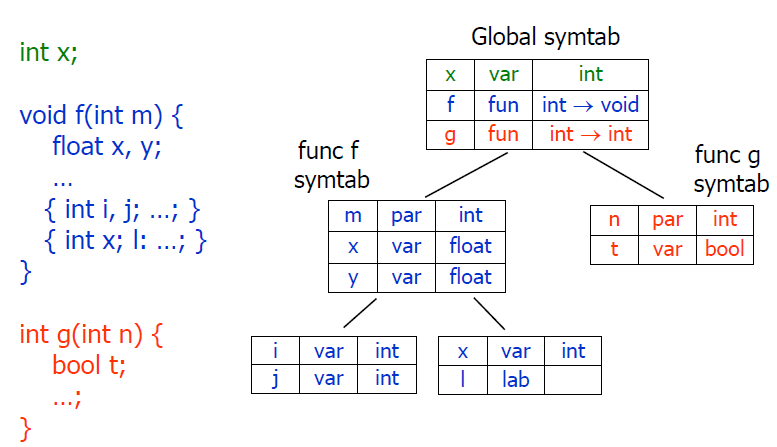 int x;
void f(int m) {
float x, y;
...
{ int i, j; ...; }
{ int x; l: ...; }
}
int g(int n) {
bool t;
...;
}
Global symtab
x var int
f fun int → void
g fun int → int
func f
symtab
m par int
x var float
y var float
func g
symtab
n par int
t var bool
i var int
j var int
x var int
l lab